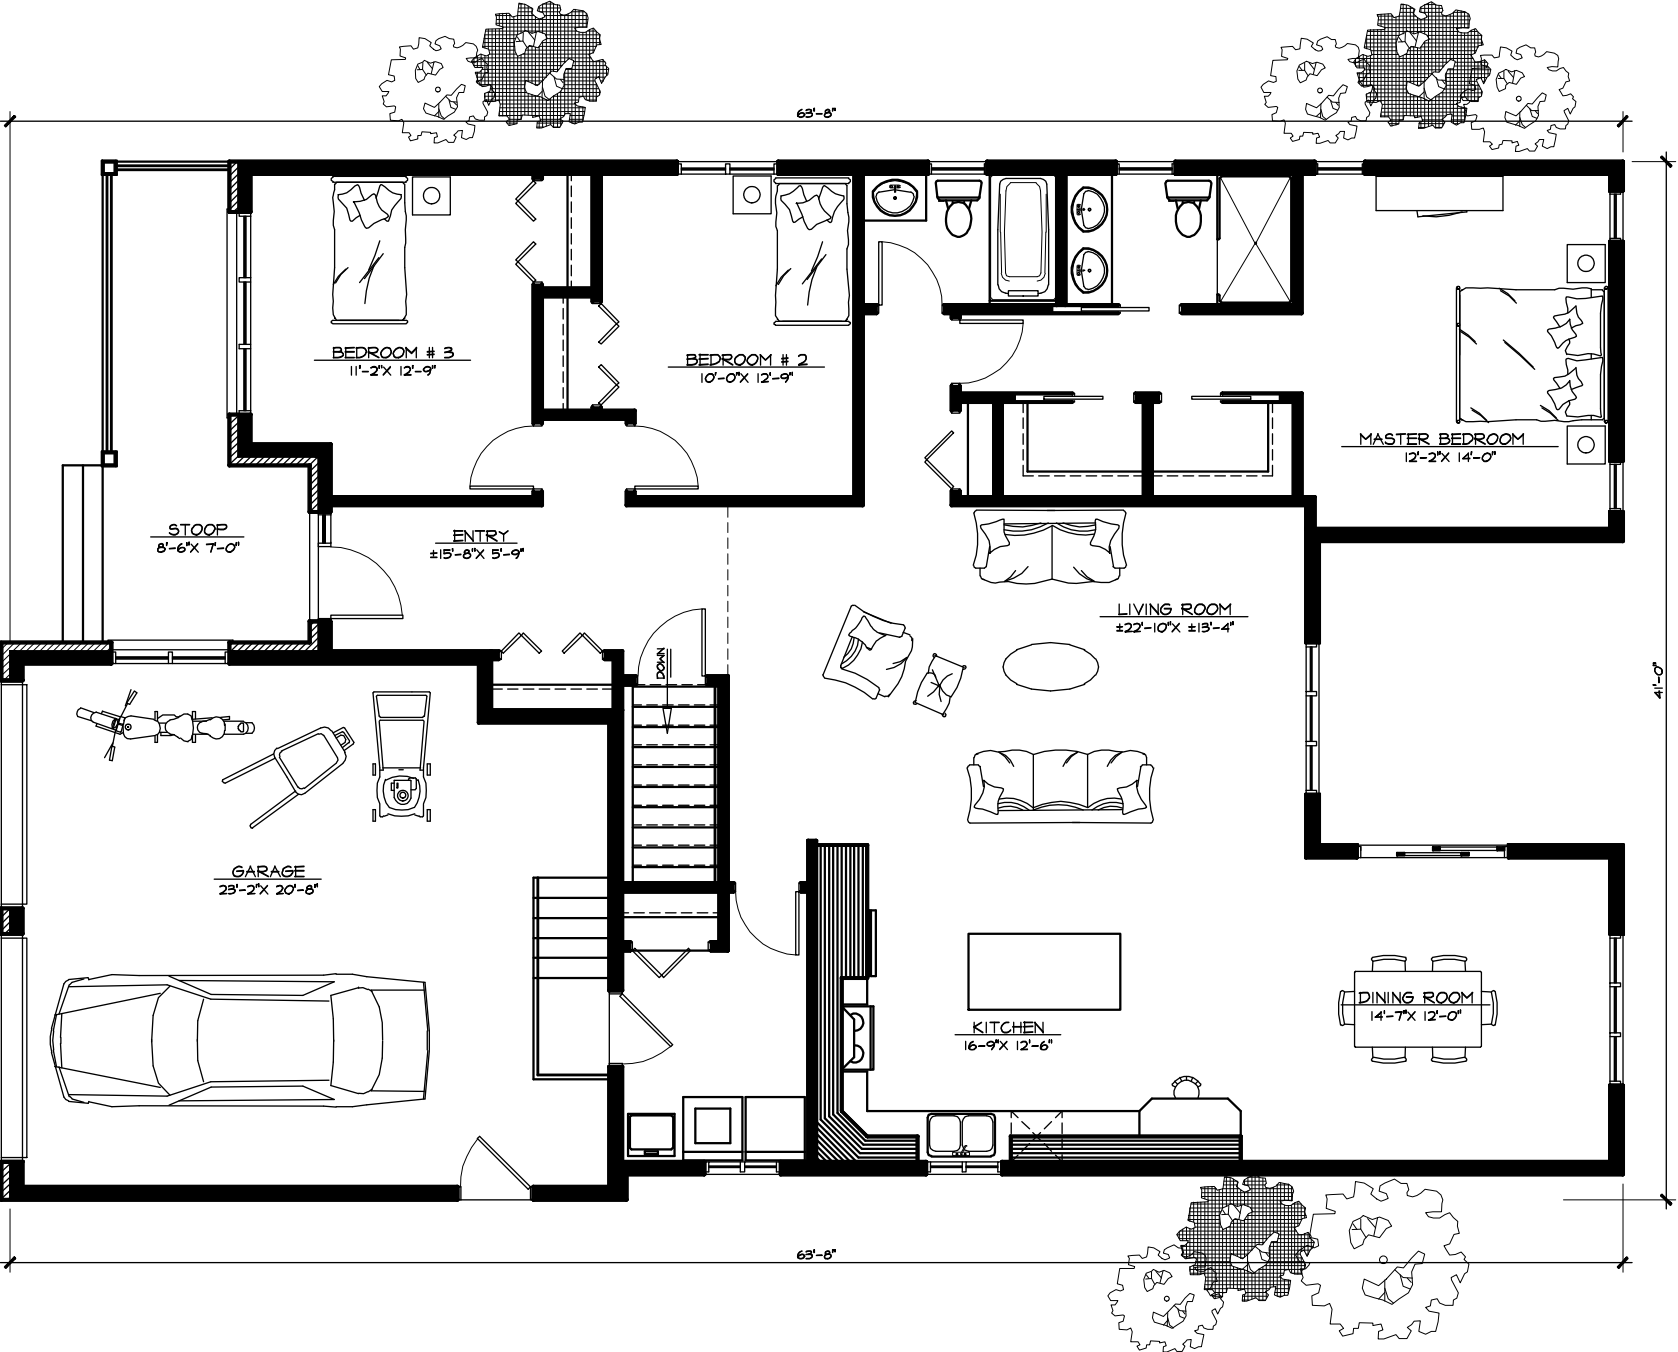 63'-8"
BEDROOM # 3
11'-2"X 12'-9"
BEDROOM # 2
10'-0"X 12'-9"
MASTER BEDROOM
12'-2"X 14'-0"
STOOP
8'-6"X 7'-0"
ENTRY
±15'-8"X 5'-9"
LIVING ROOM
±22'-10"X ±13'-4"
DOWN
41'-0"
GARAGE
23'-2"X 20'-8"
DINING ROOM
14'-7"X 12'-0"
KITCHEN
16-9"X 12'-6"
63'-8"